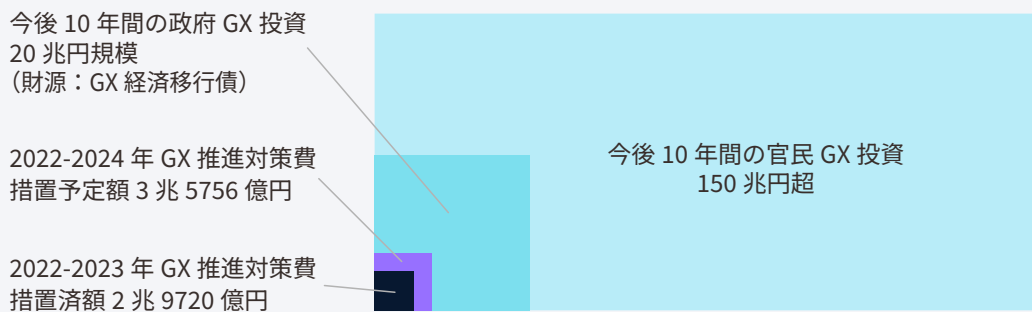 今後 10 年間の政府 GX 投資
20 兆円規模
（財源：GX 経済移行債）
2022-2024 年 GX 推進対策費
措置予定額 3 兆 5756 億円
2022-2023 年 GX 推進対策費
措置済額 2 兆 9720 億円
今後 10 年間の官民 GX 投資
150 兆円超